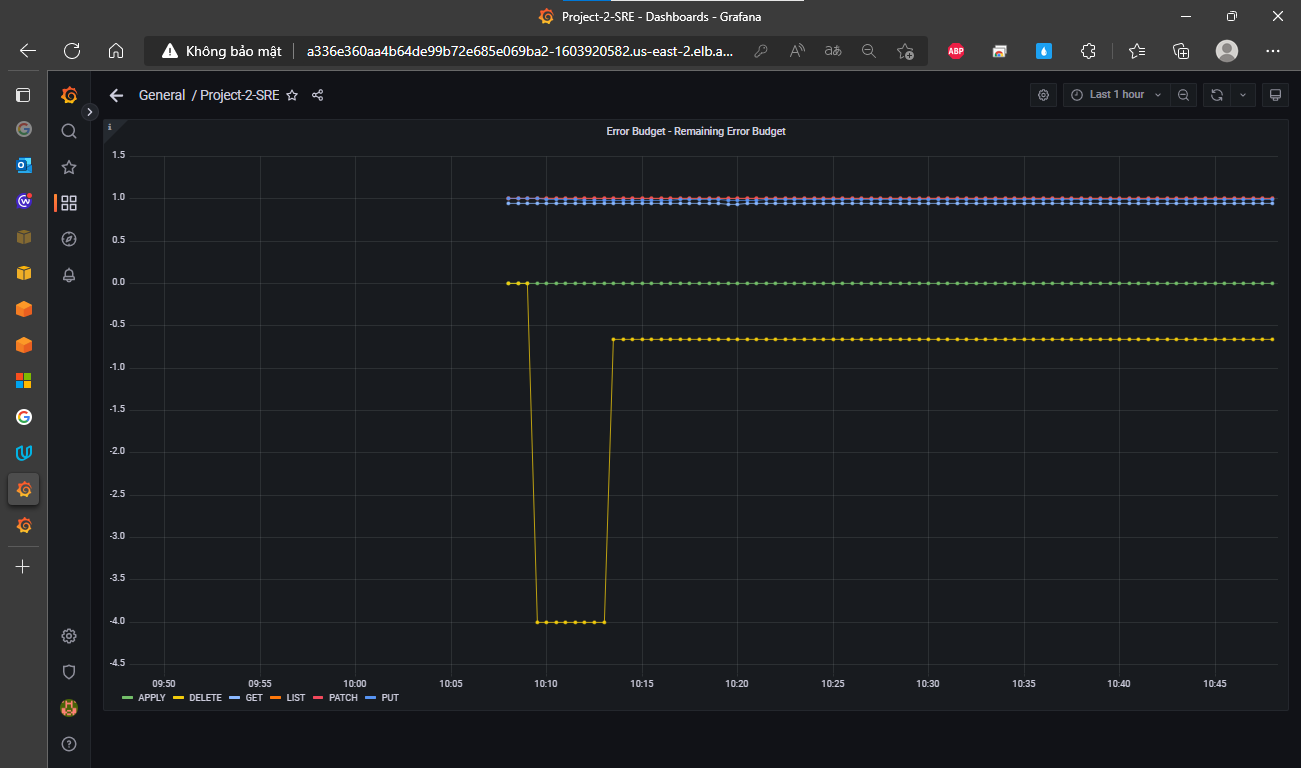 Project-2-SRE - Dashboards - Grafana
Không bảo mật
a336e360aa4b64de99b72e685e069ba2-1603920582.us-east-2.elb.a...
ABP
General / Project-2-SRE
Last 1 hour
i
Error Budget - Remaining Error Budget
1.5
1.0
0.5
0.0
-0.5
-1.0
-1.5
-2.0
-2.5
-3.0
-3.5
-4.0
-4.5
09:50 09:55 10:00 10:05 10:10 10:15 10:20 10:25 10:30 10:35 10:40 10:45
APPLY DELETE GET LIST PATCH PUT